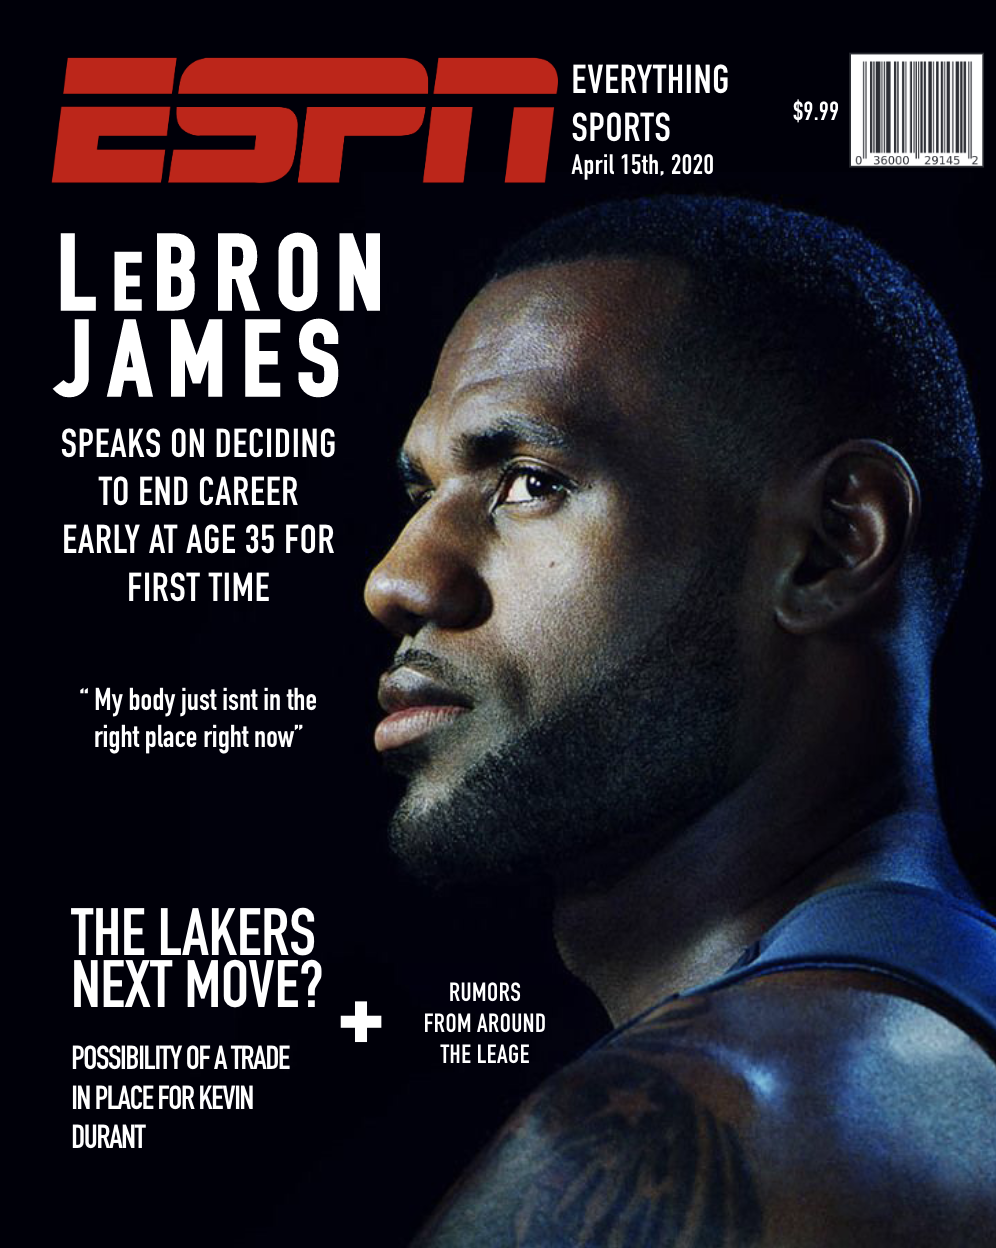 ESPN
EVERYTHING
SPORTS
April 15th, 2020
$9.99
0 36000 29145 2
LeBRON
JAMES
SPEAKS ON DECIDING
TO END CAREER
EARLY AT AGE 35 FOR
FIRST TIME
“ My body just isnt in the
right place right now”
THE LAKERS
NEXT MOVE?
POSSIBILITY OF A TRADE
IN PLACE FOR KEVIN
DURANT
+
RUMORS
FROM AROUND
THE LEAGE